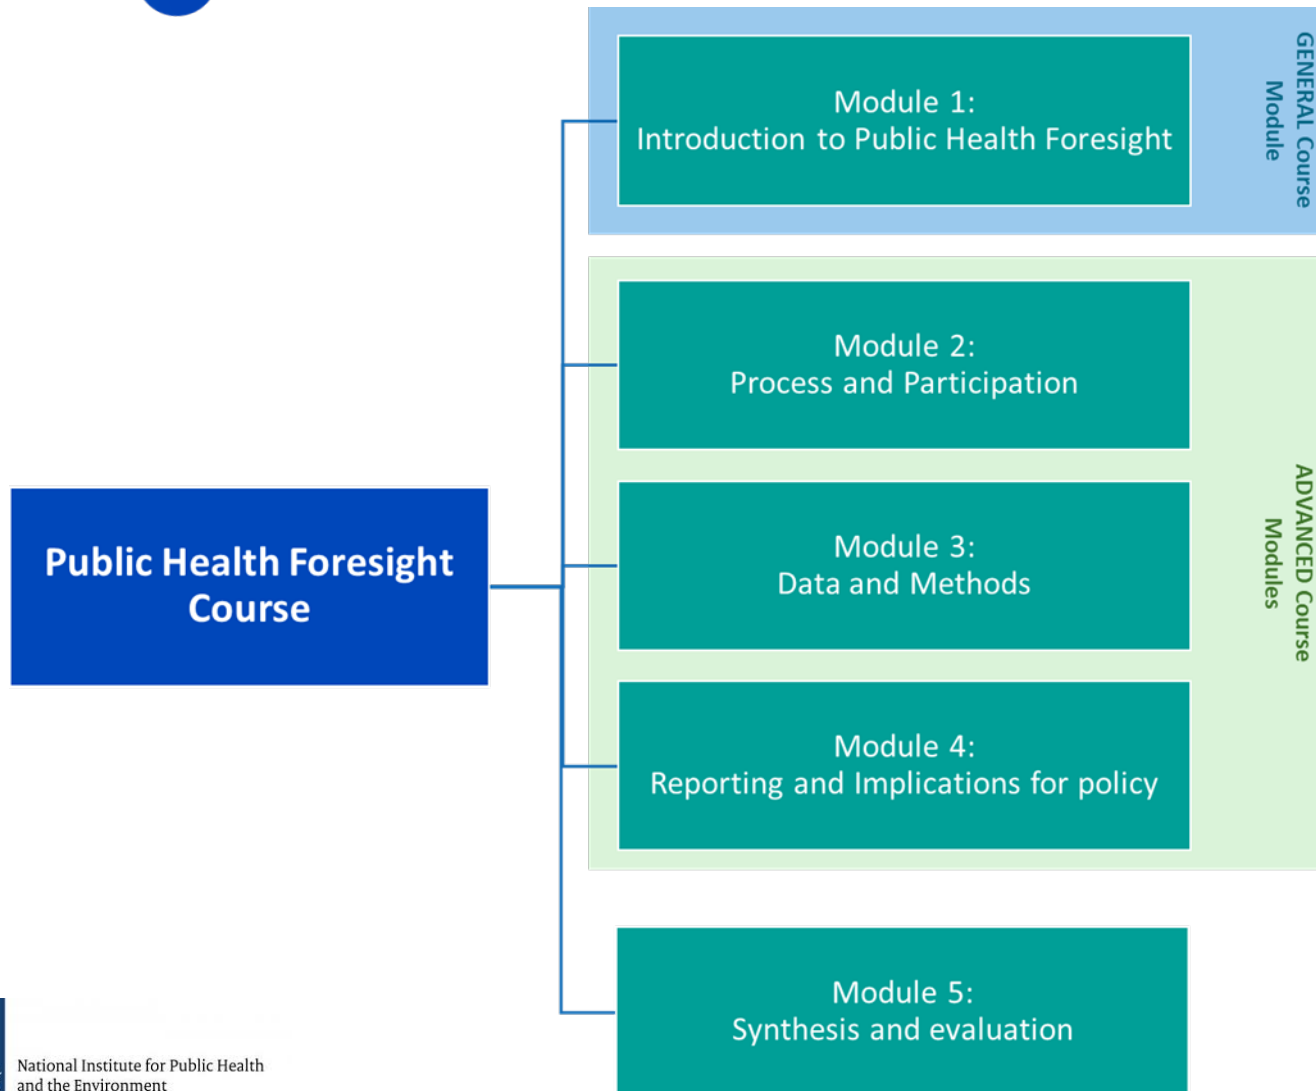 GENERAL Course
Module
Module 1:
Introduction to Public Health Foresight
ADVANCED Course
Modules
Module 2:
Process and Participation
Module 3:
Data and Methods
Public Health Foresight
Course
Module 4:
Reporting and Implications for policy
Module 5:
Synthesis and evaluation
National Institute for Public Health
and the Environment